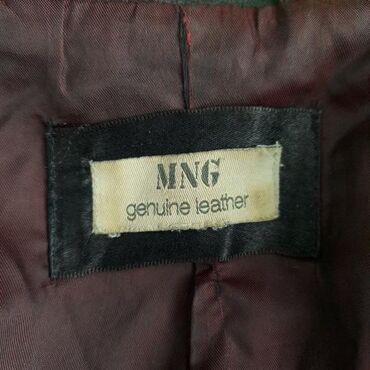 MNG
genuine leather